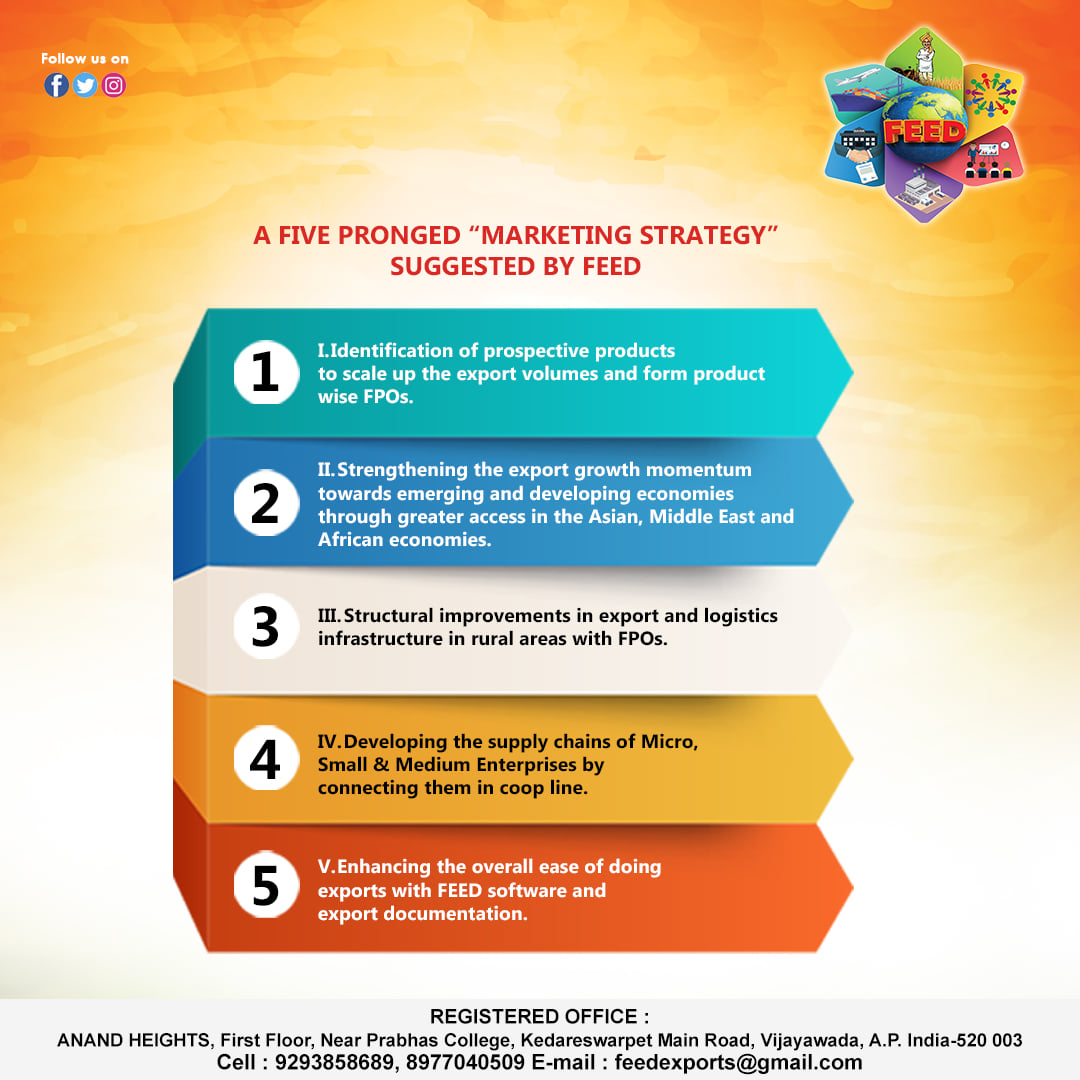 Follow us on
FEED
A FIVE PRONGED “MARKETING STRATEGY”
SUGGESTED BY FEED
1
I.Identification of prospective products
to scale up the export volumes and form product
wise FPOs.
2
II.Strengthening the export growth momentum
towards emerging and developing economies
through greater access in the Asian, Middle East and
African economies.
3
III.Structural improvements in export and logistics
infrastructure in rural areas with FPOs.
4
IV.Developing the supply chains of Micro,
Small & Medium Enterprises by
connecting them in coop line.
5
V.Enhancing the overall ease of doing
exports with FEED software and
export documentation.
REGISTERED OFFICE :
ANAND HEIGHTS, First Floor, Near Prabhas College, Kedareswarpet Main Road, Vijayawada, A.P. India-520 003
Cell : 9293858689, 8977040509 E-mail : feedexports@gmail.com